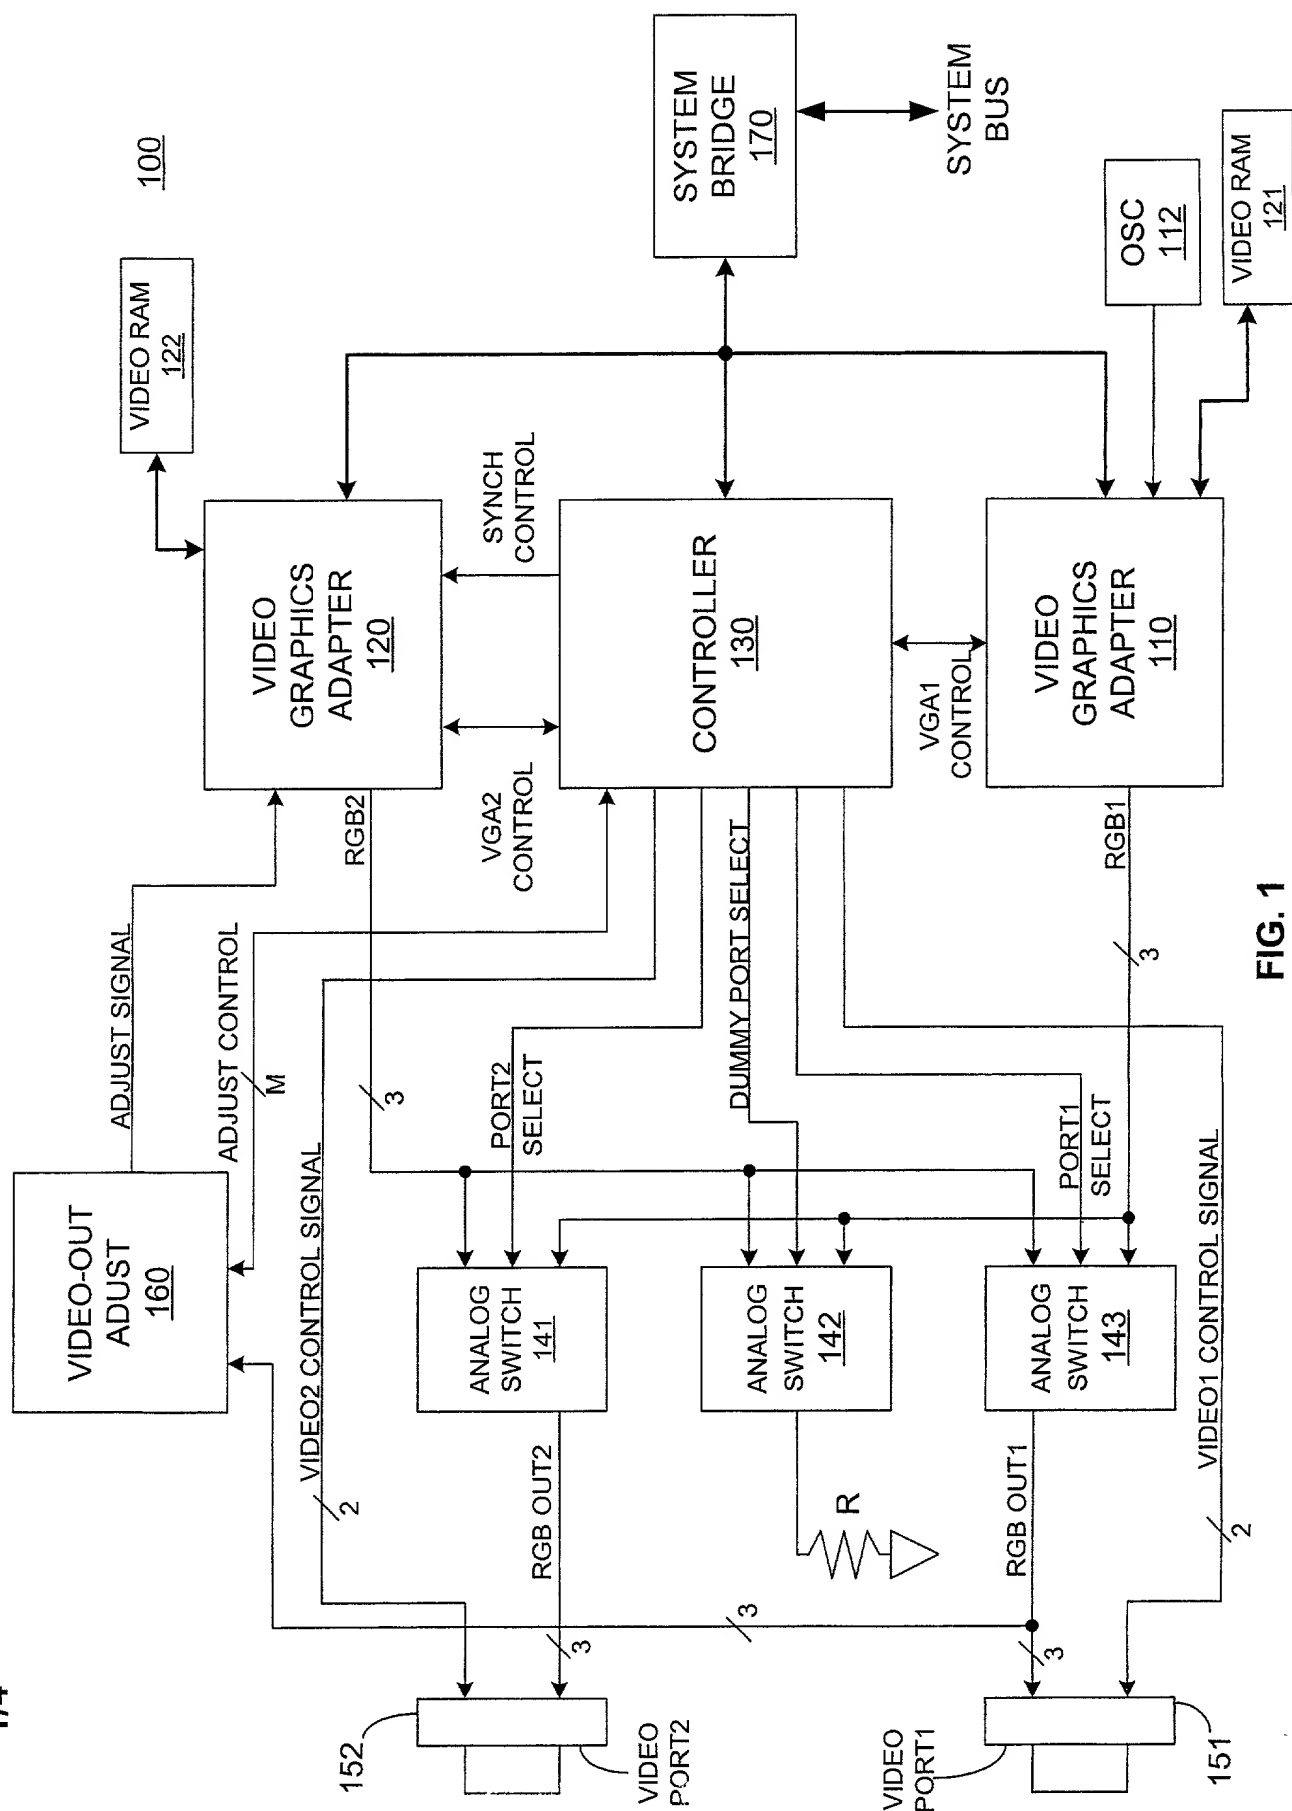 1/4
100
VIDEO RAM
122
SYSTEM
BRIDGE
170
SYSTEM
BUS
OSC
112
VIDEO RAM
121
VIDEO
GRAPHICS
ADAPTER
120
SYNCH
CONTROL
CONTROLLER
130
VIDEO
GRAPHICS
ADAPTER
110
VGA1
CONTROL
VGA2
CONTROL
RGB2
RGB1
ADJUST SIGNAL
ADJUST CONTROL
M
3
PORT2
SELECT
DUMMY PORT SELECT
PORT1
SELECT
3
VIDEO-OUT
ADUST
160
VIDEO2 CONTROL SIGNAL
2
ANALOG
SWITCH
141
ANALOG
SWITCH
142
ANALOG
SWITCH
143
VIDEO1 CONTROL SIGNAL
2
RGB OUT2
3
R
RGB OUT1
3
3
152
VIDEO
PORT2
VIDEO
PORT1
151
FIG. 1